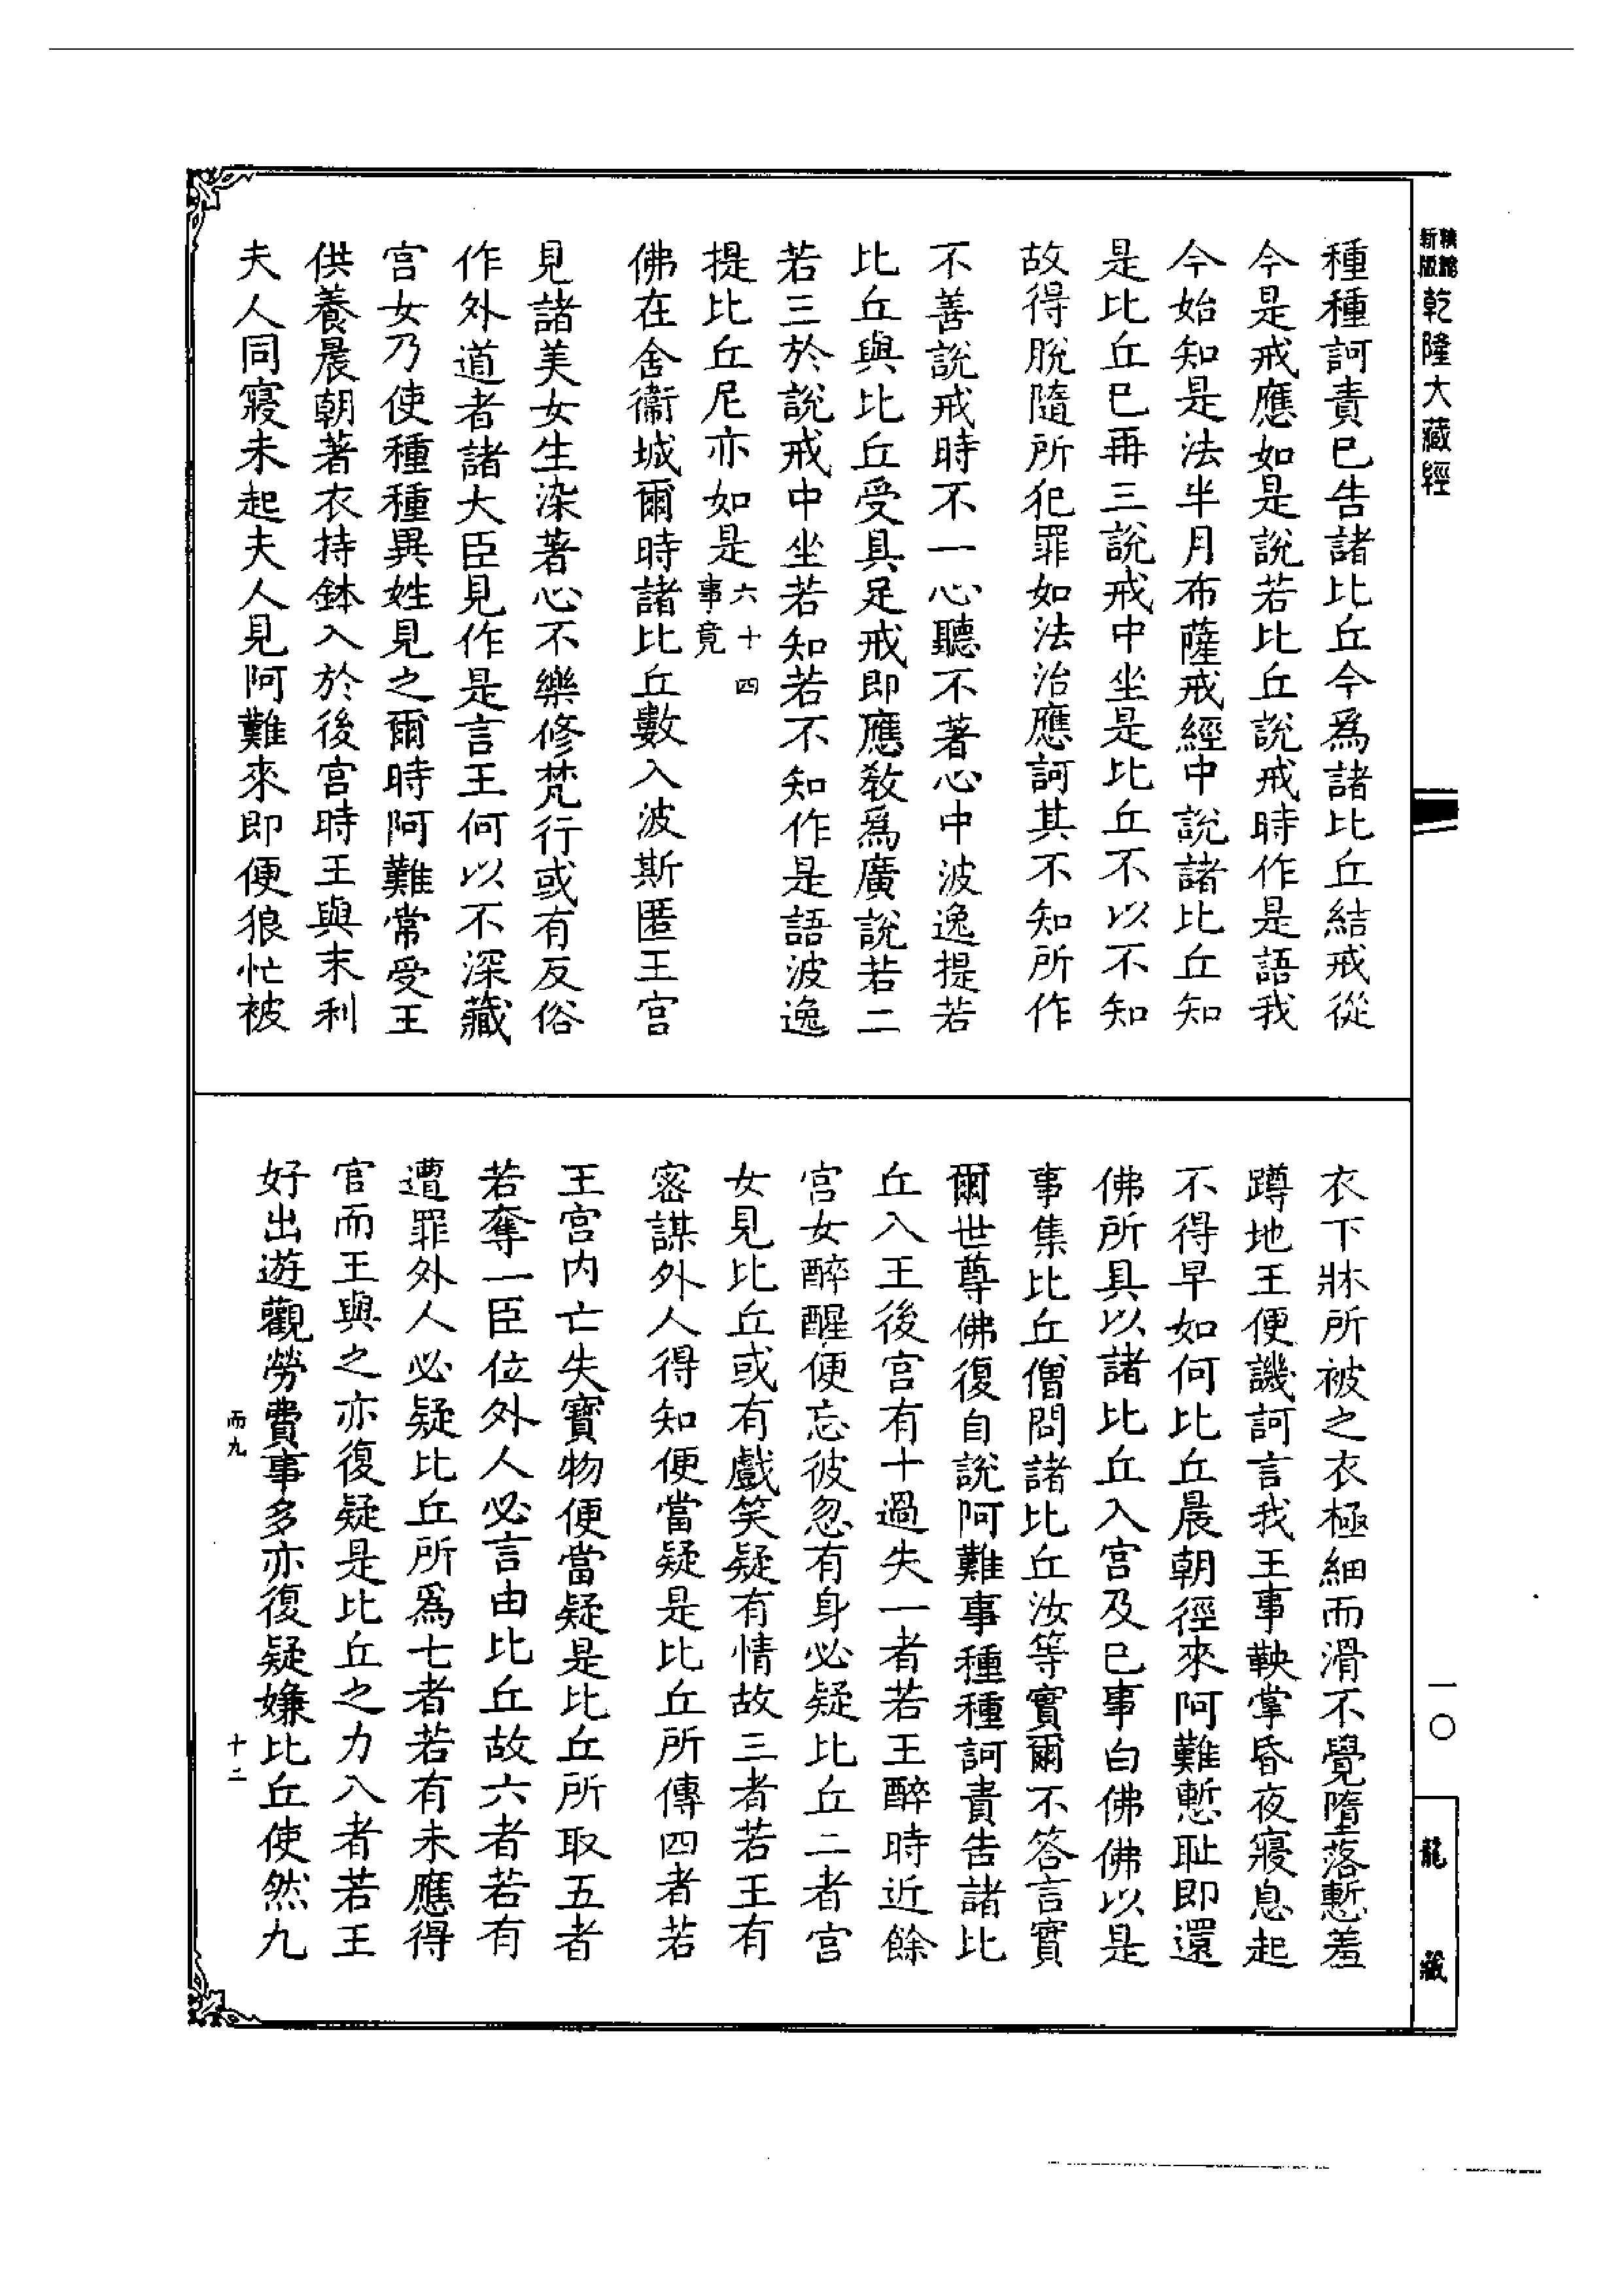 新版
乾隆大藏經
種種訶責已告諸比丘今爲諸比丘結戒從
今是戒應如是說若比丘說戒時作是語我
今始知是法半月布薩戒經中說諸比丘知
是比丘已再三說戒中坐是比丘不以不知
故得脫隨所犯罪如法治應訶其不知所作
不善說戒時不一心聽不著心中波逸提若
比丘與比丘受具足戒即應教爲廣說若二
若三於說戒中坐若知若不知作是語波逸
提比丘尼亦如是六十四事竟
佛在舍衞城爾時諸比丘數入波斯匿王宮
見諸美女生染著心不樂修梵行或有反俗
作外道者諸大臣見作是言王何以不深藏
宮女乃使種種異姓見之爾時阿難常受王
供養晨朝著衣持鉢入於後宮時王與末利
夫人同寢未起夫人見阿難來即便狼忙被
衣下牀所被之衣極細而滑不覺墮落慙羞
蹲地王便譏訶言我王事鞅掌昏夜寢息起
不得早如何比丘晨朝徑來阿難慙耻即還
佛所具以諸比丘入宮及已事白佛佛以是
事集比丘僧問諸比丘汝等實爾不答言實
爾世尊佛復自說阿難事種種訶責告諸比
丘入王後宮有十過失一者若王醉時近餘
宮女醉醒便忘彼忽有身必疑比丘二者宮
女見比丘或有戲笑疑有情故三者若王有
密謀外人得知便當疑是比丘所傳四者若
王宮内亡失寶物便當疑是比丘所取五者
若奪一臣位外人必言由比丘故六者若有
遭罪外人必疑比丘所爲七者若有未應得
官而王與之亦復疑是比丘之力入者若王
好出遊觀勞費事多亦復疑嫌比丘使然九
而九
十二
一〇
龍藏